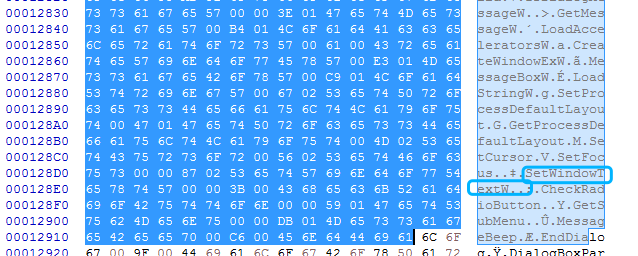 00012830 73 73 61 67 65 57 00 00 3E 01 47 65 74 4D 65 73 ssageW..>.GetMes
00012840 73 61 67 65 57 00 B4 01 4C 6F 61 64 41 63 63 65 sageW.´.LoadAcce
00012850 6C 65 72 61 74 6F 72 73 57 00 61 00 43 72 65 61 leratorsW.a.Crea
00012860 74 65 57 69 6E 64 6F 77 45 78 57 00 E3 01 4D 65 teWindowExW.ã.Me
00012870 73 73 61 67 65 42 6F 78 57 00 C9 01 4C 6F 61 64 ssageBoxW.É.Load
00012880 53 74 72 69 6E 67 57 00 67 02 53 65 74 50 72 6F StringW.g.SetPro
00012890 63 65 73 73 44 65 66 61 75 6C 74 4C 61 79 6F 75 cessDefaultLayou
000128A0 74 00 47 01 47 65 74 50 72 6F 63 65 73 73 44 65 t.G.GetProcessDe
000128B0 66 61 75 6C 74 4C 61 79 6F 75 74 00 4D 02 53 65 faultLayout.M.Se
000128C0 74 43 75 72 73 6F 72 00 56 02 53 65 74 46 6F 63 tCursor.V.SetFoc
000128D0 75 73 00 00 87 02 53 65 74 57 69 6E 64 6F 77 54 us..‡.SetWindowT
000128E0 65 78 74 57 00 00 3B 00 43 68 65 63 6B 52 61 64 extW..;.CheckRad
000128F0 69 6F 42 75 74 74 6F 6E 00 00 59 01 47 65 74 53 ioButton..Y.GetS
00012900 75 62 4D 65 6E 75 00 00 DB 01 4D 65 73 73 61 67 ubMenu..Û.Messag
00012910 65 42 65 65 70 00 C6 00 45 6E 64 44 69 61 6C 6F eBeep.Æ.EndDialo
00012920 67 00 9F 00 44 69 61 6C 6F 67 42 6F 78 50 61 72 g.Ÿ.DialogBoxPar